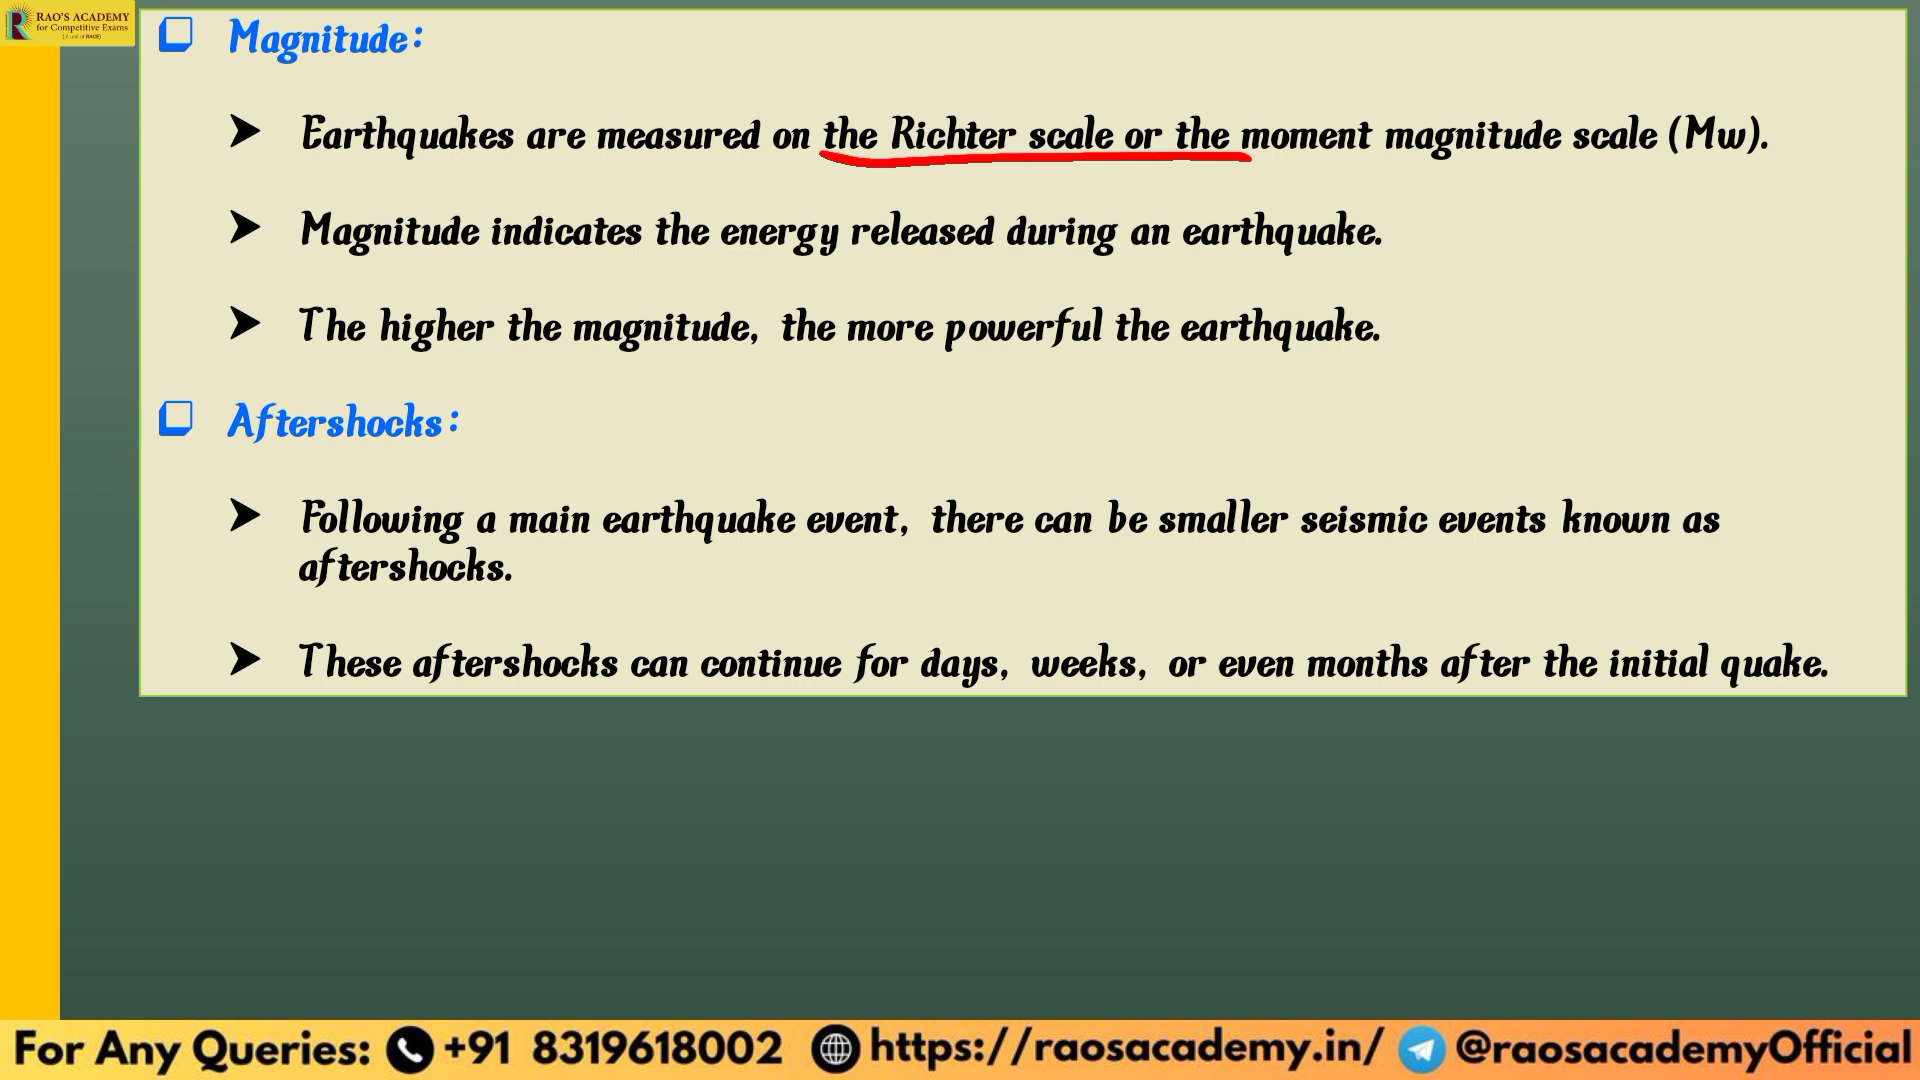 RAO'S ACADEMY
for Competitive Exams
(A unit of RACE)
Magnitude:
Earthquakes are measured on the Richter scale or the moment magnitude scale (Mw).
Magnitude indicates the energy released during an earthquake.
The higher the magnitude, the more powerful the earthquake.
Aftershocks:
Following a main earthquake event, there can be smaller seismic events known as
aftershocks.
These aftershocks can continue for days, weeks, or even months after the initial quake.
For Any Queries: +91 8319618002 https://raosacademy.in/ @raosacademyOfficial